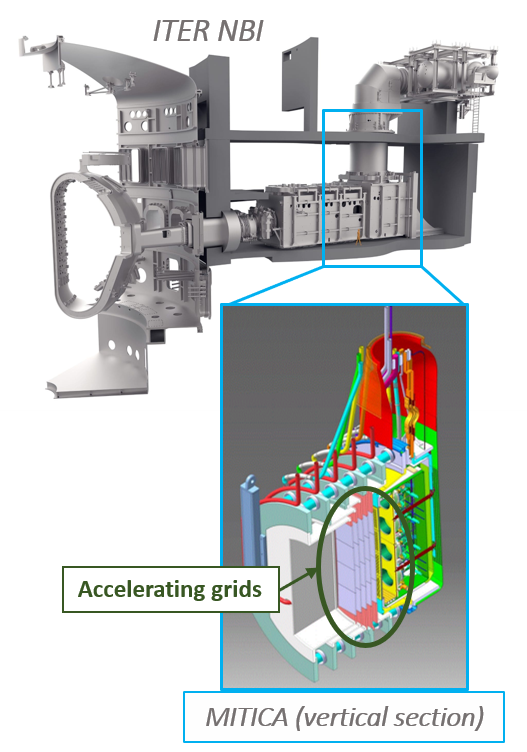 ITER NBI
Accelerating grids
MITICA (vertical section)